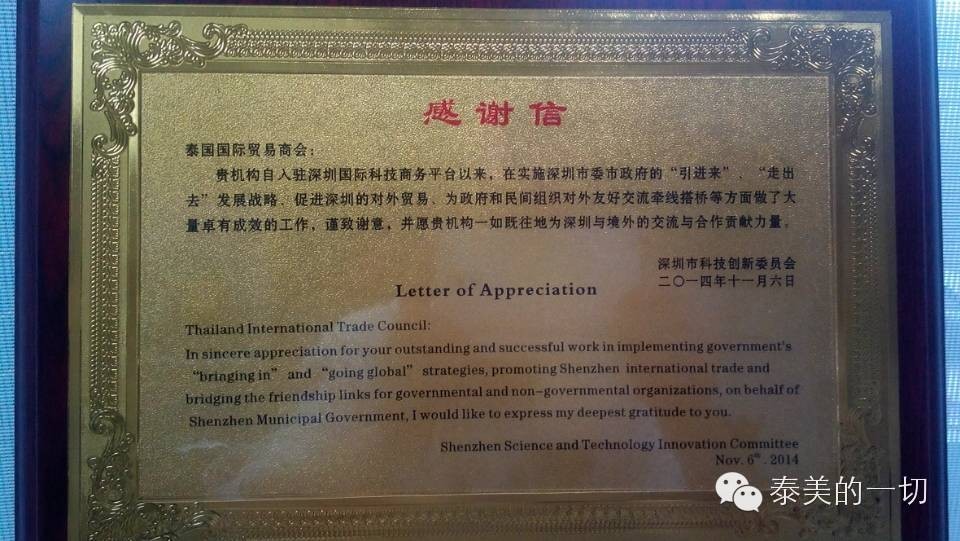 感谢信
泰国国际贸易商会：
贵机构自入驻深圳国际科技商务平台以来，在实施深圳市委市政府的“引进来”、“走出
去”发展战略、促进深圳的对外贸易、为政府和民间组织对外友好交流牵线搭桥等方面做了大
量卓有成效的工作，谨致谢意，并愿贵机构一如既往地为深圳与境外的交流与合作贡献力量。
深圳市科技创新委员会
二〇一四年十一月六日
Letter of Appreciation
Thailand International Trade Council:
In sincere appreciation for your outstanding and successful work in implementing government's
“bringing in” and “going global” strategies, promoting Shenzhen international trade and
bridging the friendship links for governmental and non-governmental organizations, on behalf of
Shenzhen Municipal Government, I would like to express my deepest gratitude to you.
Shenzhen Science and Technology Innovation Committee
Nov. 6th. 2014
泰美的一切